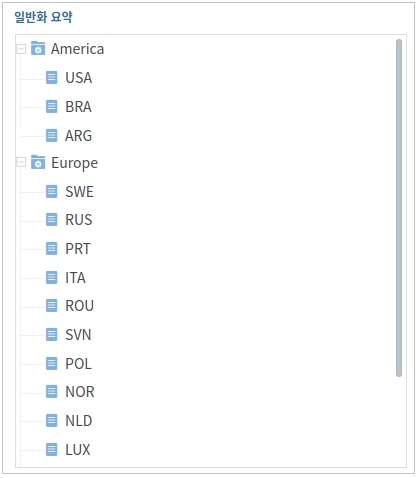 일반화 요약
America
USA
BRA
ARG
Europe
SWE
RUS
PRT
ITA
ROU
SVN
POL
NOR
NLD
LUX